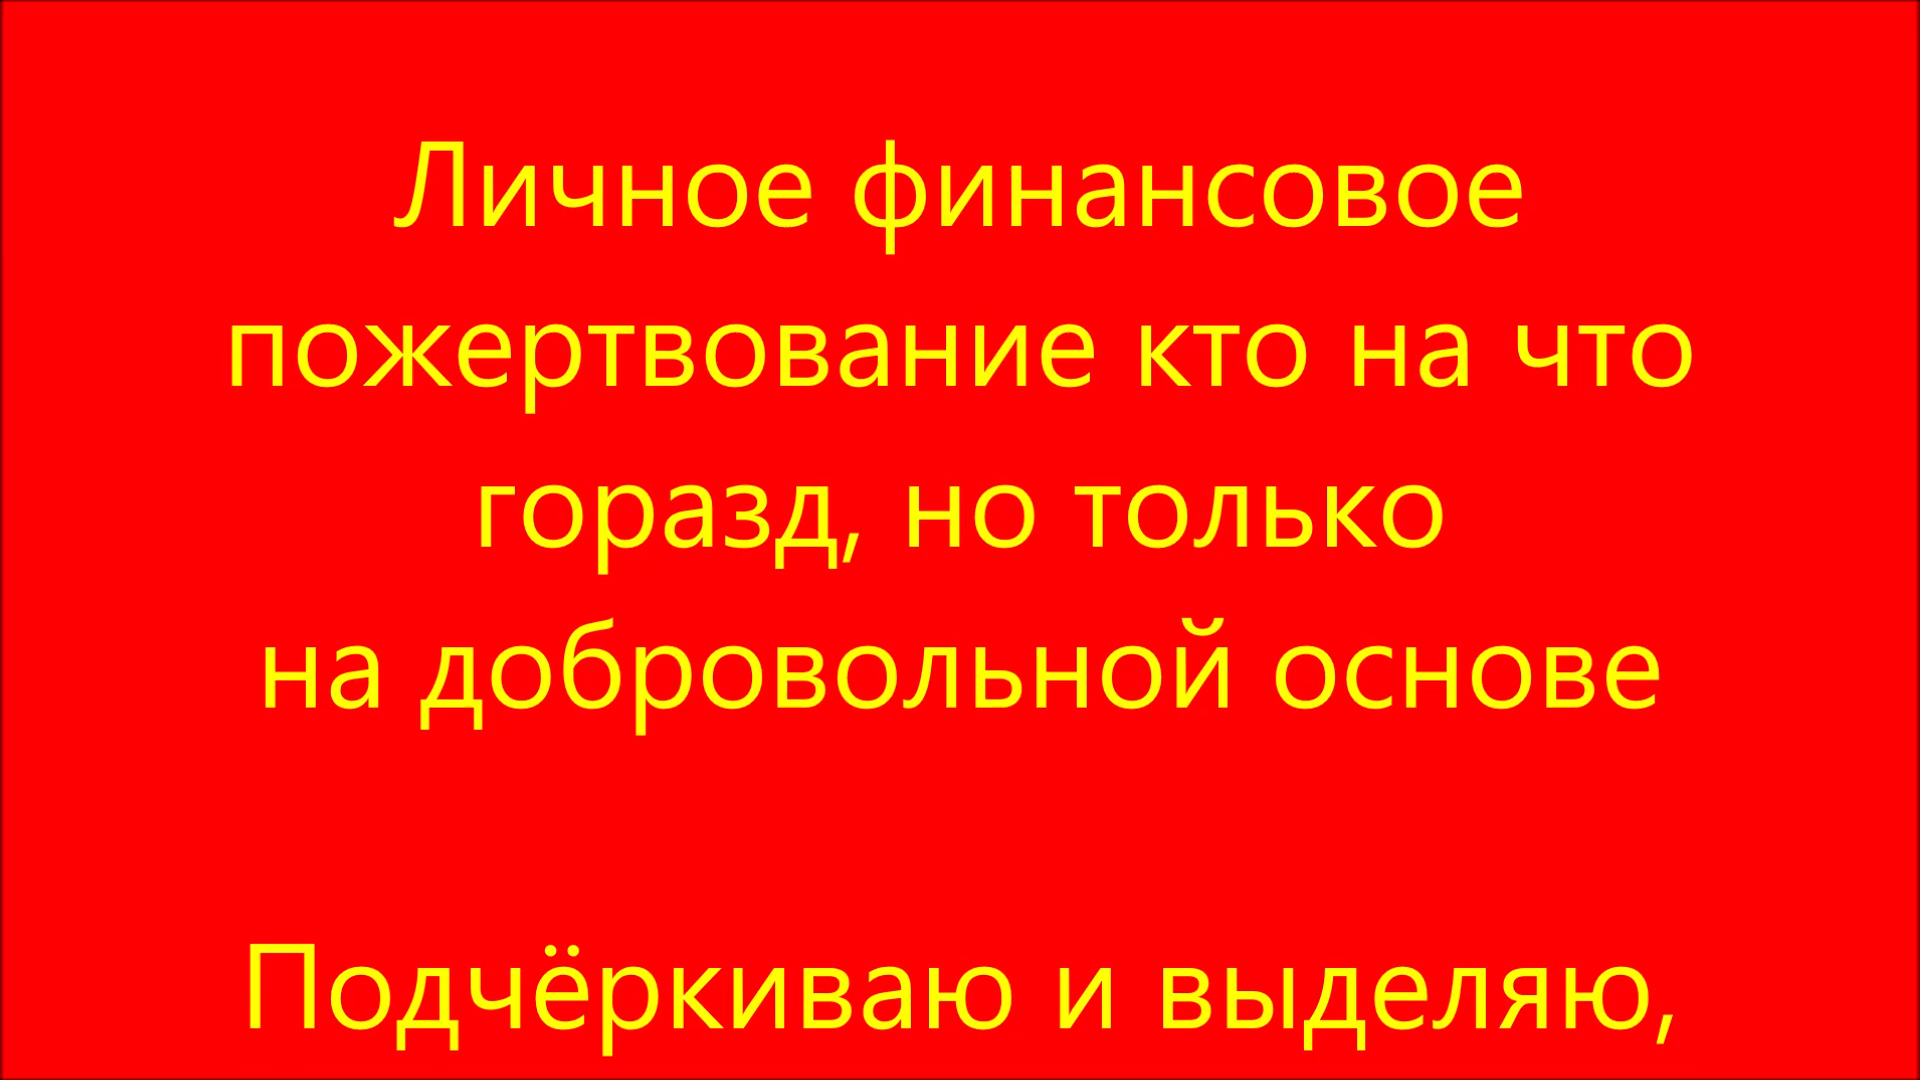 Личное финансовое
пожертвование кто на что
горазд, но только
на добровольной основе
Подчёркиваю и выделяю,